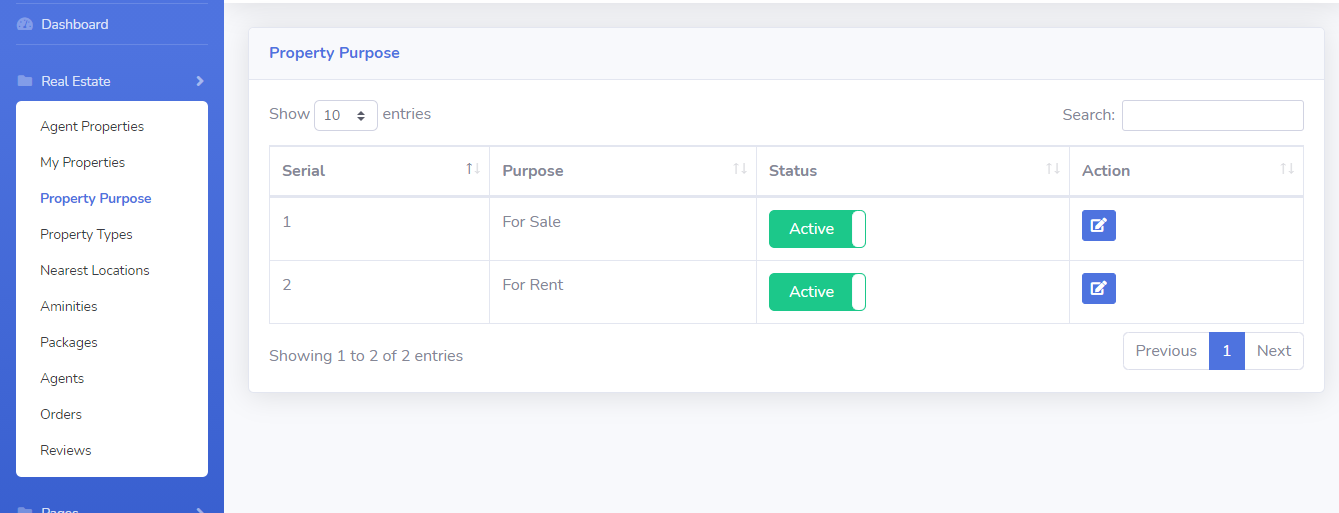 Dashboard
Real Estate
Agent Properties
My Properties
Property Purpose
Property Types
Nearest Locations
Aminities
Packages
Agents
Orders
Reviews
Pages
Property Purpose
Show 10 entries
Search:
Serial Purpose Status Action
1 For Sale Active
2 For Rent Active
Showing 1 to 2 of 2 entries
Previous 1 Next